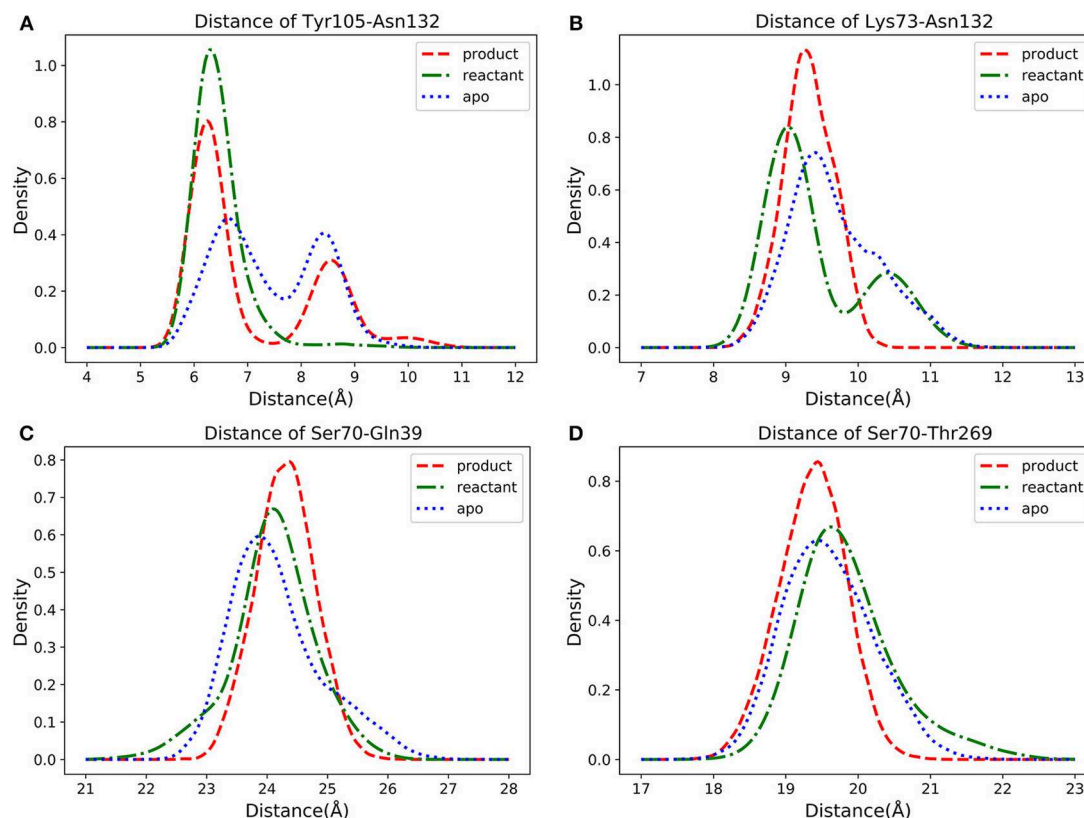 A
Distance of Tyr105-Asn132
product
reactant
apo
Density
1.0
0.8
0.6
0.4
0.2
0.0
4 5 6 7 8 9 10 11 12
Distance(Å)
B
Distance of Lys73-Asn132
product
reactant
apo
Density
1.0
0.8
0.6
0.4
0.2
0.0
7 8 9 10 11 12 13
Distance(Å)
C
Distance of Ser70-Gln39
product
reactant
apo
Density
0.8
0.7
0.6
0.5
0.4
0.3
0.2
0.1
0.0
21 22 23 24 25 26 27 28
Distance(Å)
D
Distance of Ser70-Thr269
product
reactant
apo
Density
0.8
0.6
0.4
0.2
0.0
17 18 19 20 21 22 23
Distance(Å)